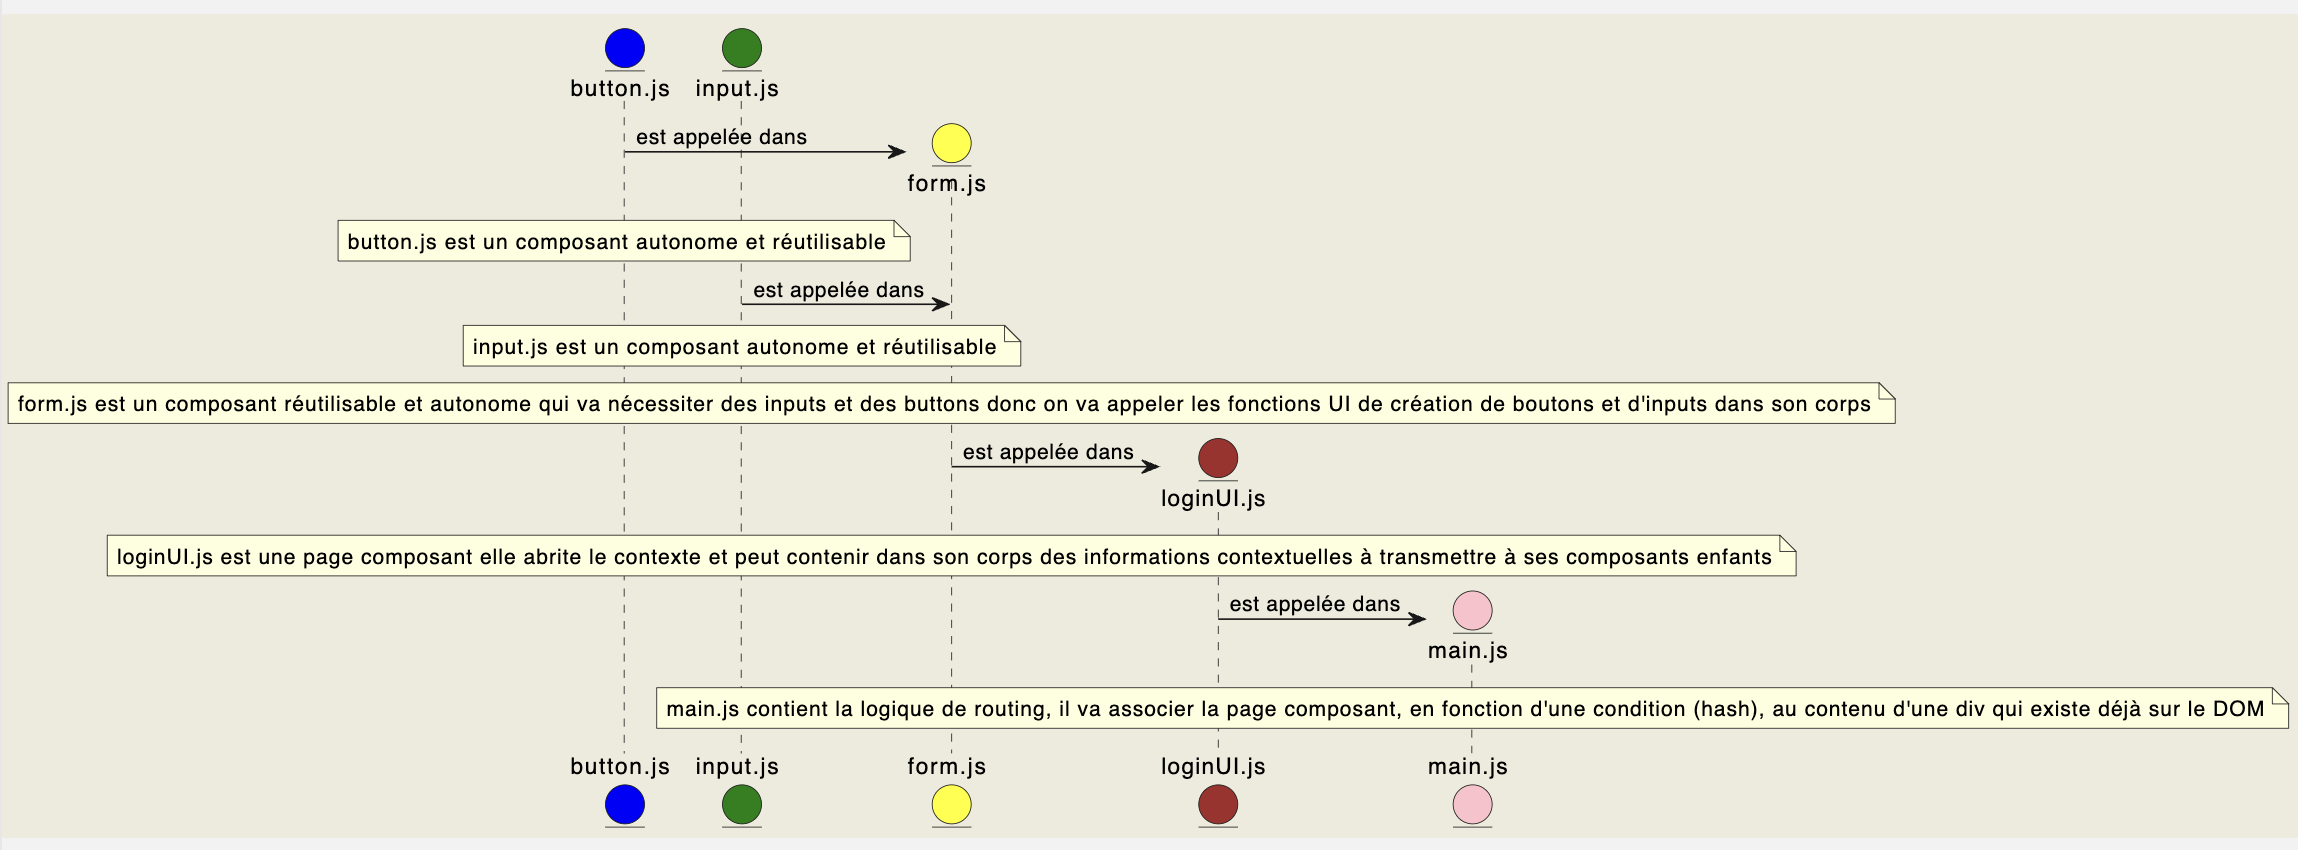 button.js
input.js
est appelée dans
form.js
button.js est un composant autonome et réutilisable
est appelée dans
input.js est un composant autonome et réutilisable
form.js est un composant réutilisable et autonome qui va nécessiter des inputs et des buttons donc on va appeler les fonctions UI de création de boutons et d'inputs dans son corps
est appelée dans
loginUI.js
loginUI.js est une page composant elle abrite le contexte et peut contenir dans son corps des informations contextuelles à transmettre à ses composants enfants
est appelée dans
main.js
main.js contient la logique de routing, il va associer la page composant, en fonction d'une condition (hash), au contenu d'une div qui existe déjà sur le DOM
button.js
input.js
form.js
loginUI.js
main.js